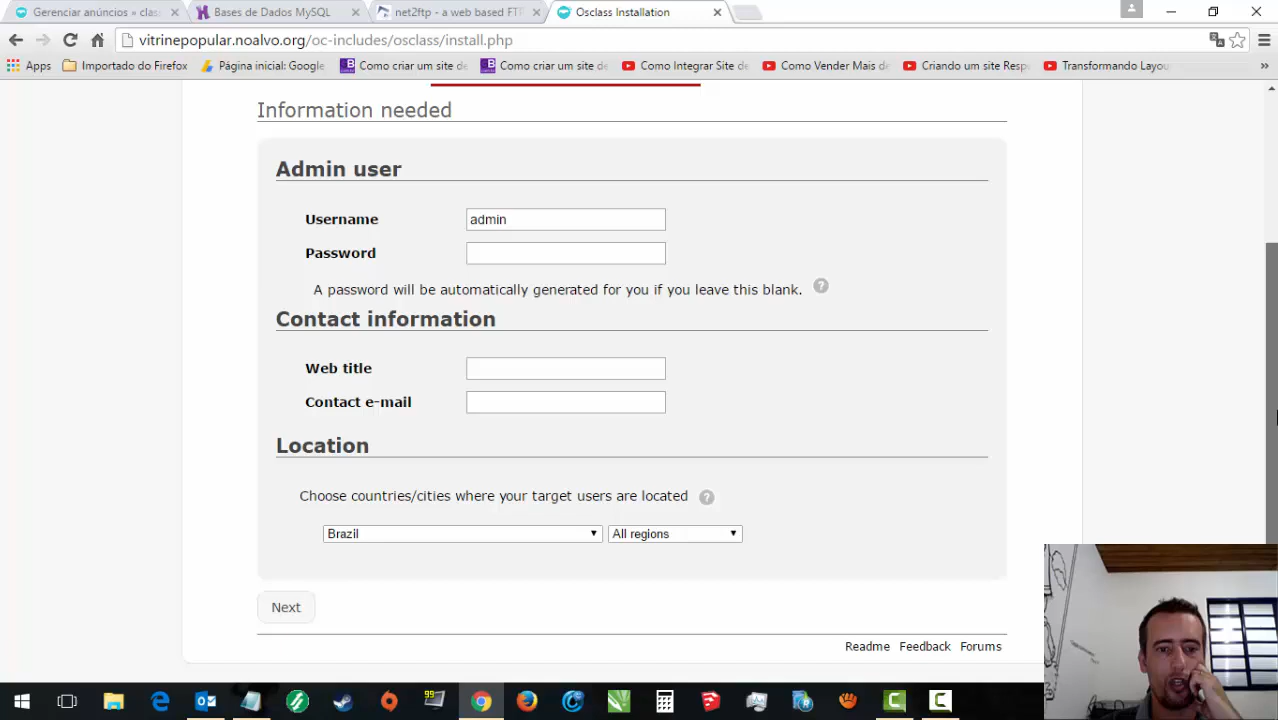 Gerenciar anúncios « clas
Bases de Dados MySQL
net2ftp - a web based FTP
Osclass Installation
vitrinepopular.noalvo.org/oc-includes/osclass/install.php
Apps
Importado do Firefox
Página inicial: Google
Como criar um site de
Como criar um site de
Como Integrar Site de
Como Vender Mais de
Criando um site Resp
Transformando Layou
Information needed
Admin user
Username
admin
Password
A password will be automatically generated for you if you leave this blank.
?
Contact information
Web title
Contact e-mail
Location
Choose countries/cities where your target users are located
?
Brazil
All regions
Next
Readme Feedback Forums
99